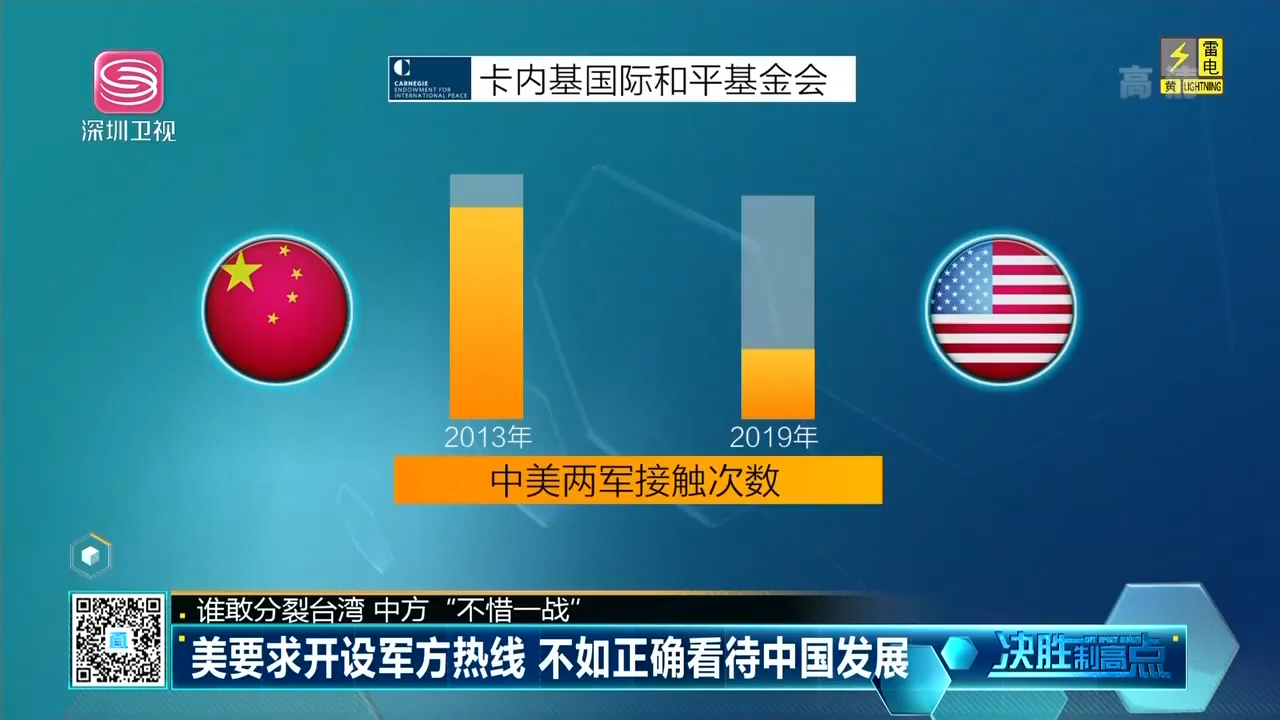 深圳卫视
CARNEGIE
ENDOWMENT FOR
INTERNATIONAL PEACE
卡内基国际和平基金会
高清
雷电
黄 LIGHTNING
2013年
2019年
中美两军接触次数
谁敢分裂台湾 中方“不惜一战”
美要求开设军方热线 不如正确看待中国发展
决胜制高点